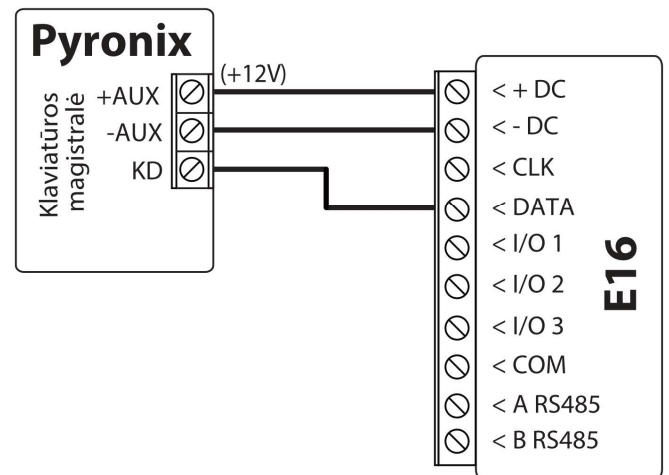 Pyronix
Klaviatūros
magistralė
+AUX
-AUX
KD
(+12V)
< + DC
< - DC
< CLK
< DATA
< I/O 1
< I/O 2
< I/O 3
< COM
< A RS485
< B RS485
E16